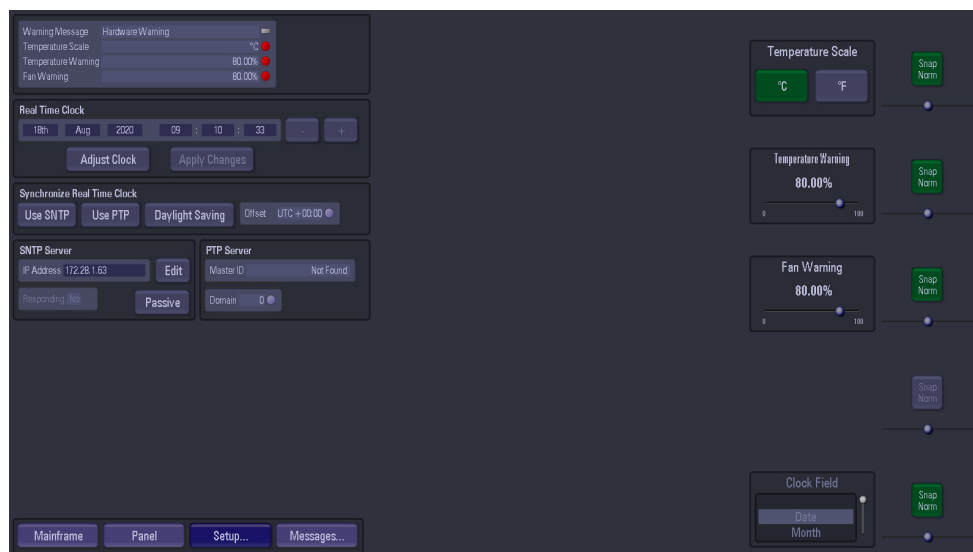 Warning Message Hardware Warning
Temperature Scale °C
Temperature Warning 80.00%
Fan Warning 80.00%
Real Time Clock
18th Aug 2020 09 : 10 : 33 - +
Adjust Clock Apply Changes
Synchronize Real Time Clock
Use SNTP Use PTP Daylight Saving Offset UTC +00:00
SNTP Server
IP Address 172.28.1.63 Edit
Responding No Passive
PTP Server
Master ID Not Found
Domain 0
Temperature Scale
°C °F
Snap
Norm
Temperature Warning
80.00%
0 100
Snap
Norm
Fan Warning
80.00%
0 100
Snap
Norm
Snap
Norm
Clock Field
Date
Month
Snap
Norm
Mainframe Panel Setup... Messages...